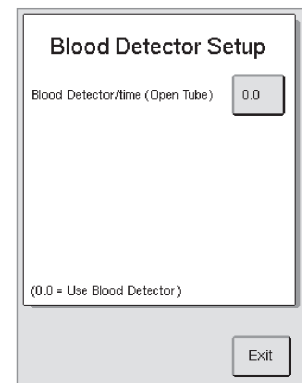 Blood Detector Setup
Blood Detector/time (Open Tube) 0.0
(0.0 = Use Blood Detector)
Exit